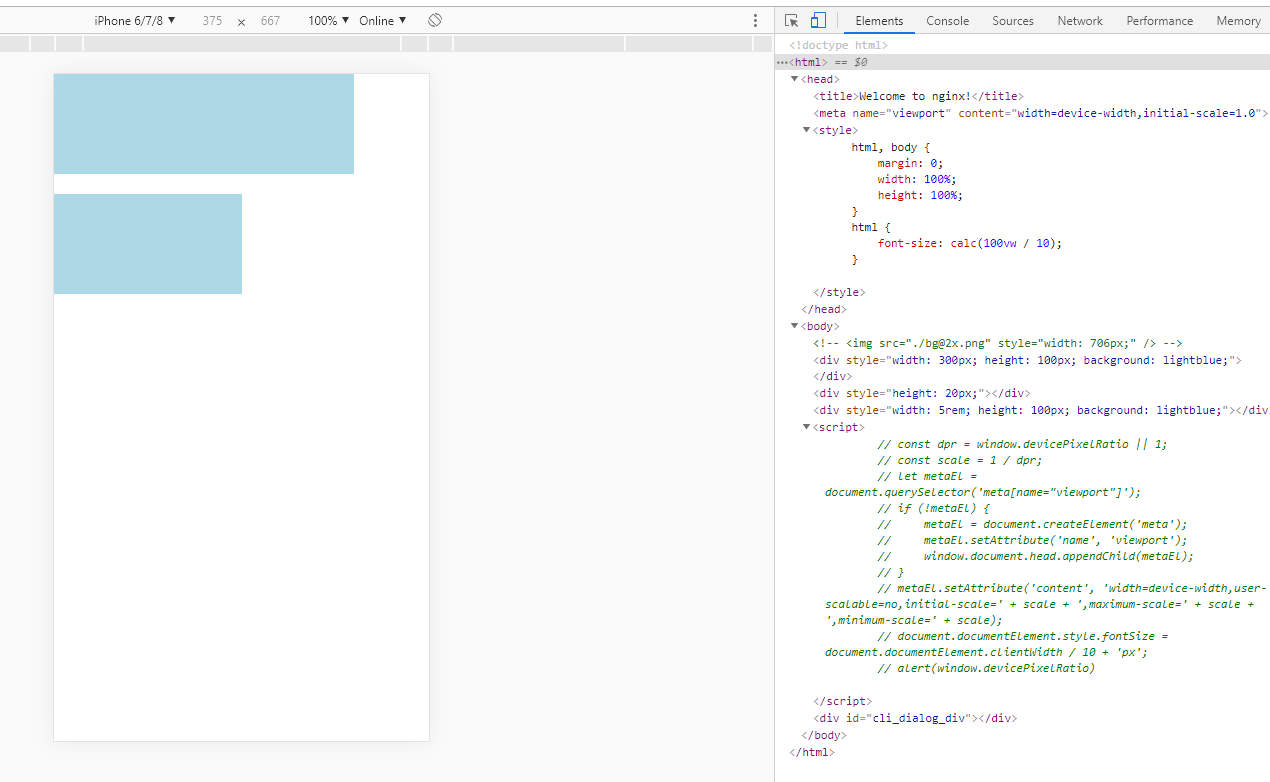 iPhone 6/7/8 ▼ 375 × 667 100% ▼ Online ▼
Elements Console Sources Network Performance Memory
<!doctype html>
•••<html> == $0
▼<head>
<title>Welcome to nginx!</title>
<meta name="viewport" content="width=device-width,initial-scale=1.0">
▼<style>
html, body {
margin: 0;
width: 100%;
height: 100%;
}
html {
font-size: calc(100vw / 10);
}
</style>
</head>
▼<body>
<!-- <img src="./bg@2x.png" style="width: 706px;" /> -->
<div style="width: 300px; height: 100px; background: lightblue;">
</div>
<div style="height: 20px;"></div>
<div style="width: 5rem; height: 100px; background: lightblue;"></div
▼<script>
// const dpr = window.devicePixelRatio || 1;
// const scale = 1 / dpr;
// let metaEl =
document.querySelector('meta[name="viewport"]');
// if (!metaEl) {
//     metaEl = document.createElement('meta');
//     metaEl.setAttribute('name', 'viewport');
//     window.document.head.appendChild(metaEl);
// }
// metaEl.setAttribute('content', 'width=device-width,user-
scalable=no,initial-scale=' + scale + ',maximum-scale=' + scale +
',minimum-scale=' + scale);
// document.documentElement.style.fontSize =
document.documentElement.clientWidth / 10 + 'px';
// alert(window.devicePixelRatio)
</script>
<div id="cli_dialog_div"></div>
</body>
</html>